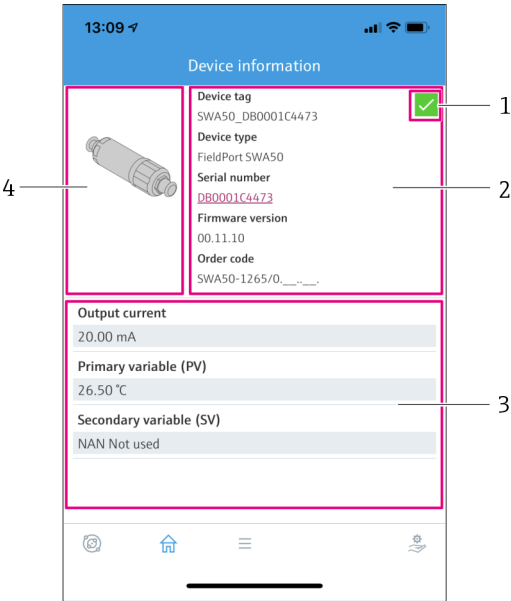 13:09
Device information
Device tag
SWA50_DB0001C4473
Device type
FieldPort SWA50
Serial number
DB0001C4473
Firmware version
00.11.10
Order code
SWA50-1265/0.__..__.
1
2
4
Output current
20.00 mA
Primary variable (PV)
26.50 °C
Secondary variable (SV)
NAN Not used
3